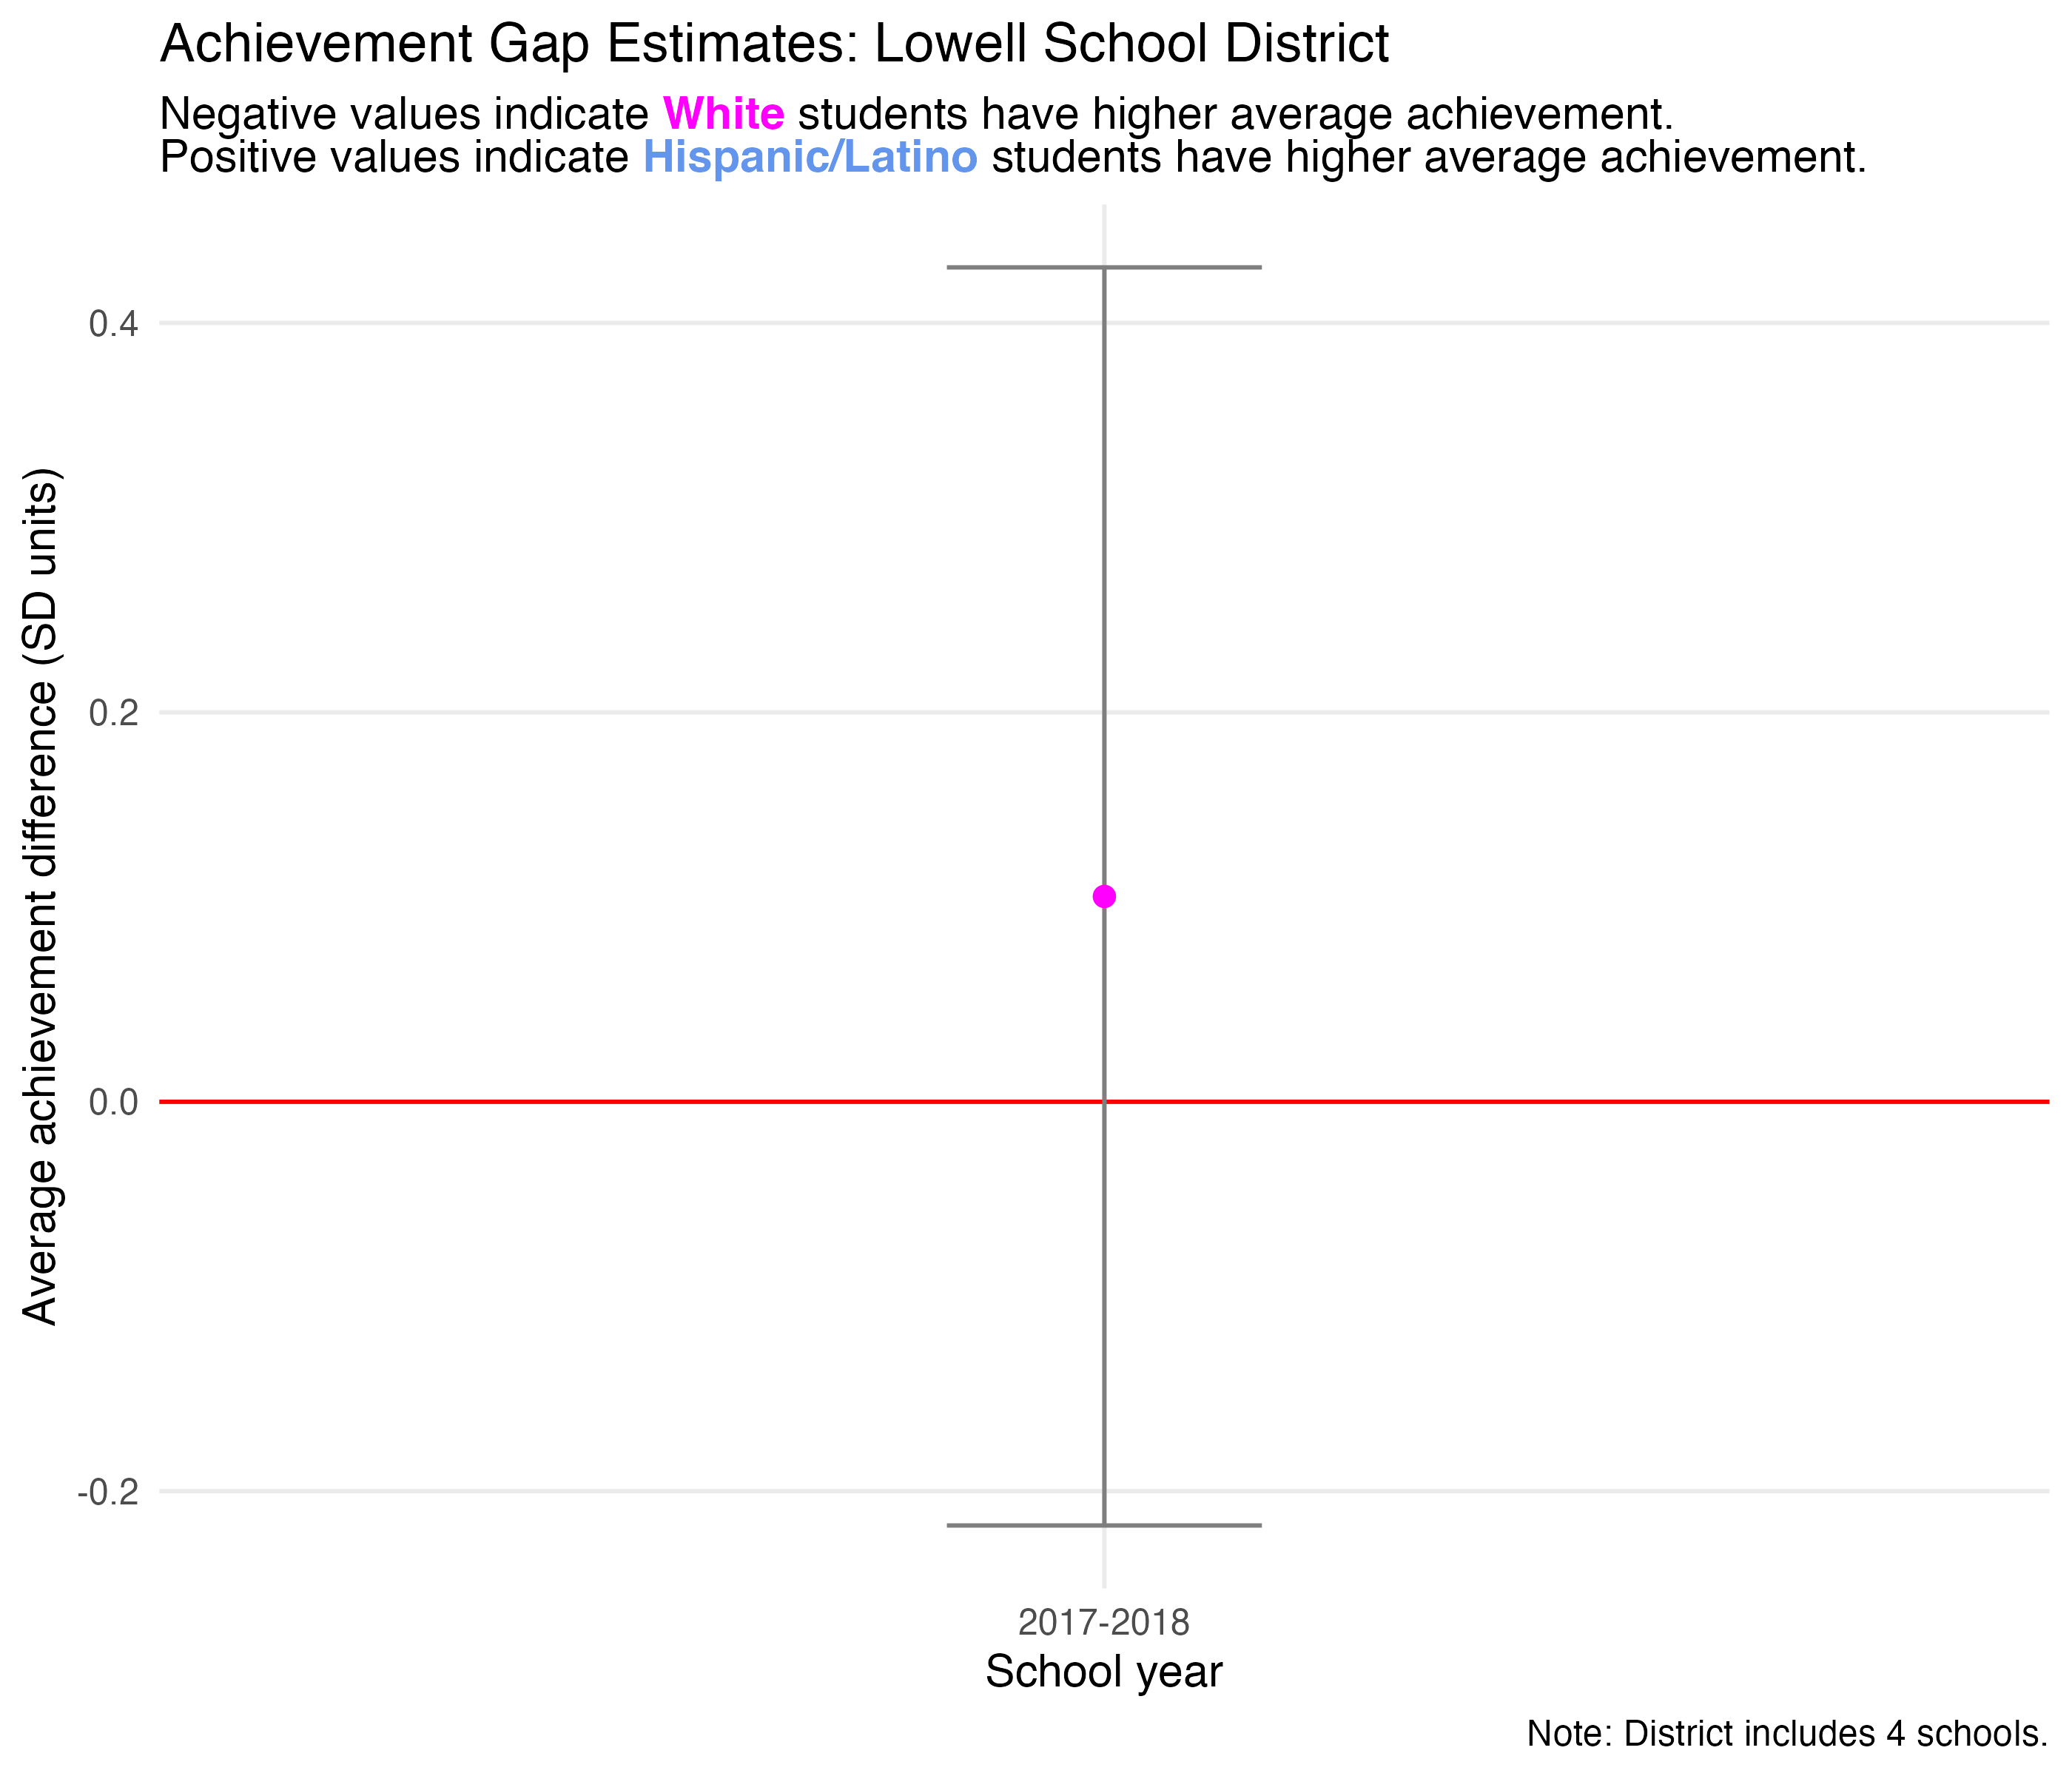 Achievement Gap Estimates: Lowell School District
Negative values indicate White students have higher average achievement.
Positive values indicate Hispanic/Latino students have higher average achievement.
Average achievement difference (SD units)
0.4
0.2
0.0
-0.2
2017-2018
School year
Note: District includes 4 schools.